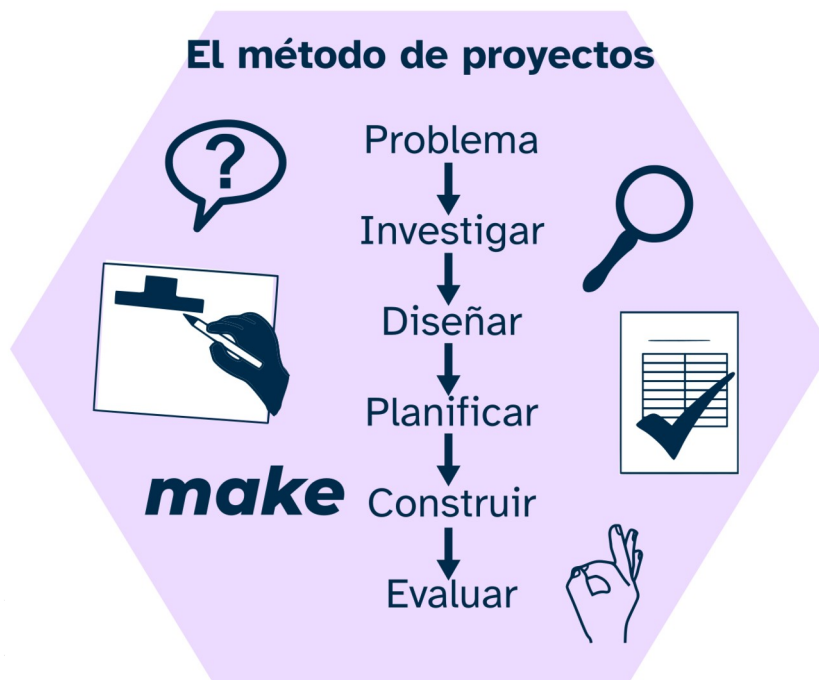 El método de proyectos
?
Problema
Investigar
Diseñar
Planificar
make
Construir
Evaluar